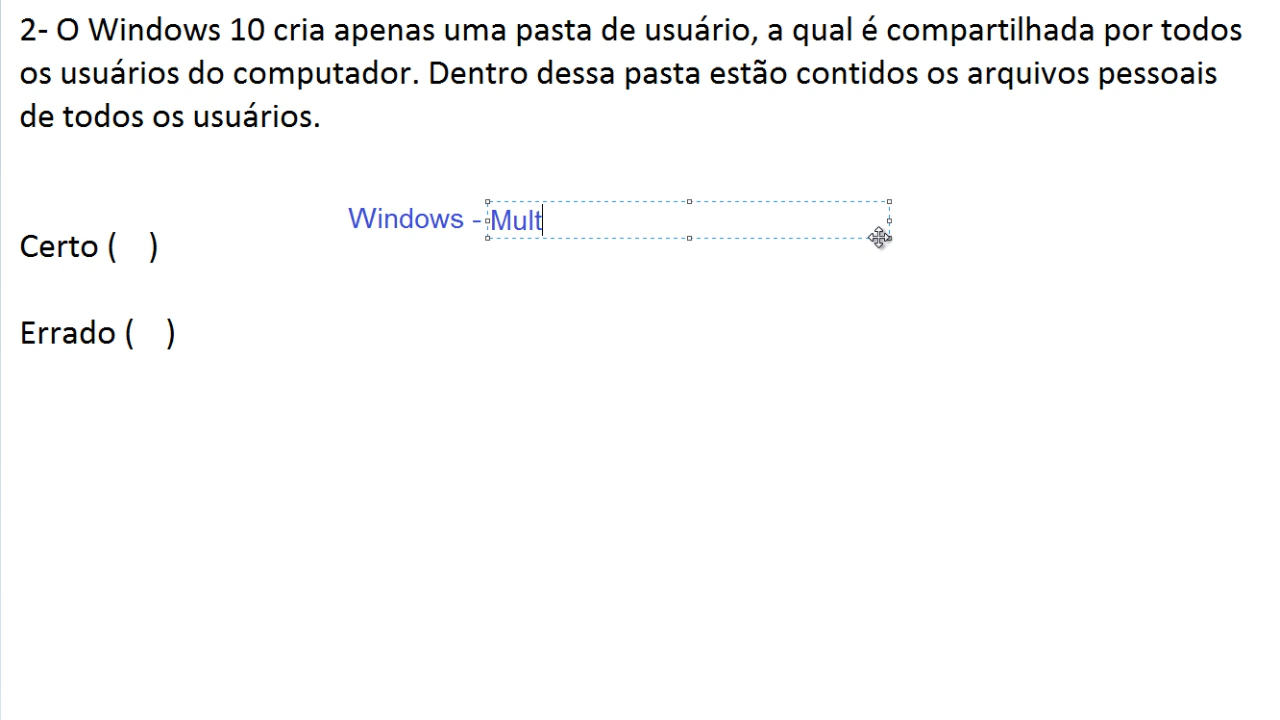 2- O Windows 10 cria apenas uma pasta de usuário, a qual é compartilhada por todos
os usuários do computador. Dentro dessa pasta estão contidos os arquivos pessoais
de todos os usuários.
Windows - Mult
Certo (   )
Errado (   )